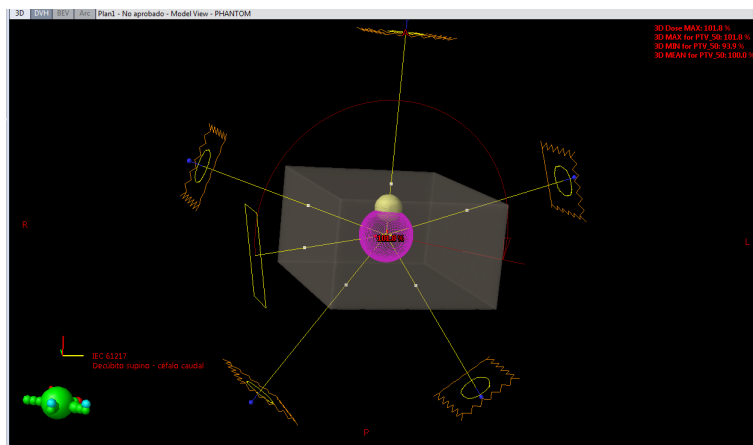 3D DVH BEV Arc Plan1 - No aprobado - Model View - PHANTOM
3D Dose MAX: 101.8 %
3D MAX for PTV_50: 101.8 %
3D MIN for PTV_50: 93.9 %
3D MEAN for PTV_50: 100.0 %
R
L
IEC 61217
Decúbito supino - céfalo caudal
P